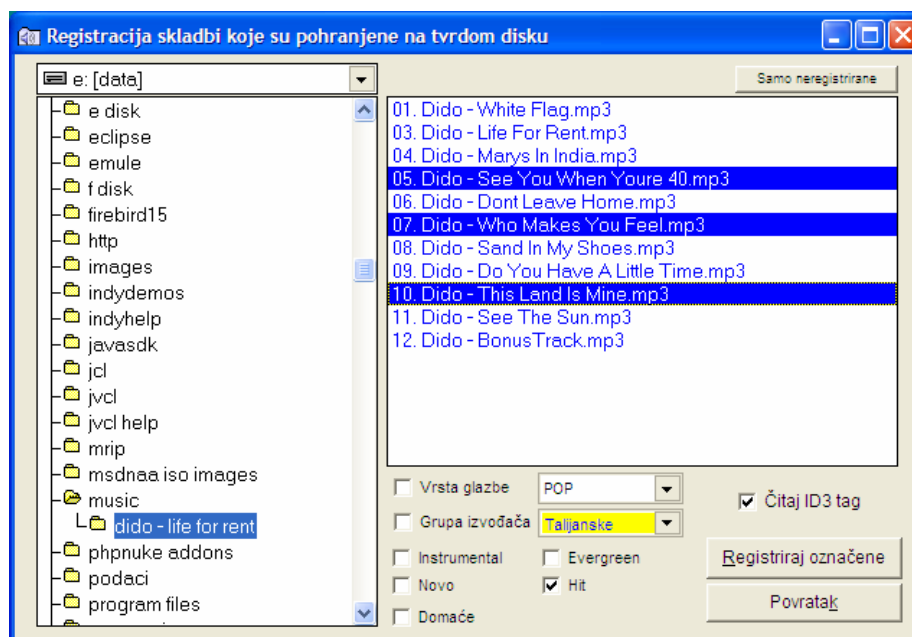 Registracija skladbi koje su pohranjene na tvrdom disku
e: [data]
Samo neregistrirane
e disk
eclipse
emule
f disk
firebird15
http
images
indydemos
indyhelp
javasdk
jcl
jvcl
jvcl help
mrip
msdnaa iso images
music
dido - life for rent
phpnuke addons
podaci
program files
01. Dido - White Flag.mp3
03. Dido - Life For Rent.mp3
04. Dido - Marys In India.mp3
05. Dido - See You When Youre 40.mp3
06. Dido - Dont Leave Home.mp3
07. Dido - Who Makes You Feel.mp3
08. Dido - Sand In My Shoes.mp3
09. Dido - Do You Have A Little Time.mp3
10. Dido - This Land Is Mine.mp3
11. Dido - See The Sun.mp3
12. Dido - BonusTrack.mp3
Vrsta glazbe POP
Grupa izvođača Talijanske
Instrumental Evergreen
Novo Hit
Domaće
Čitaj ID3 tag
Registriraj označene
Povratak